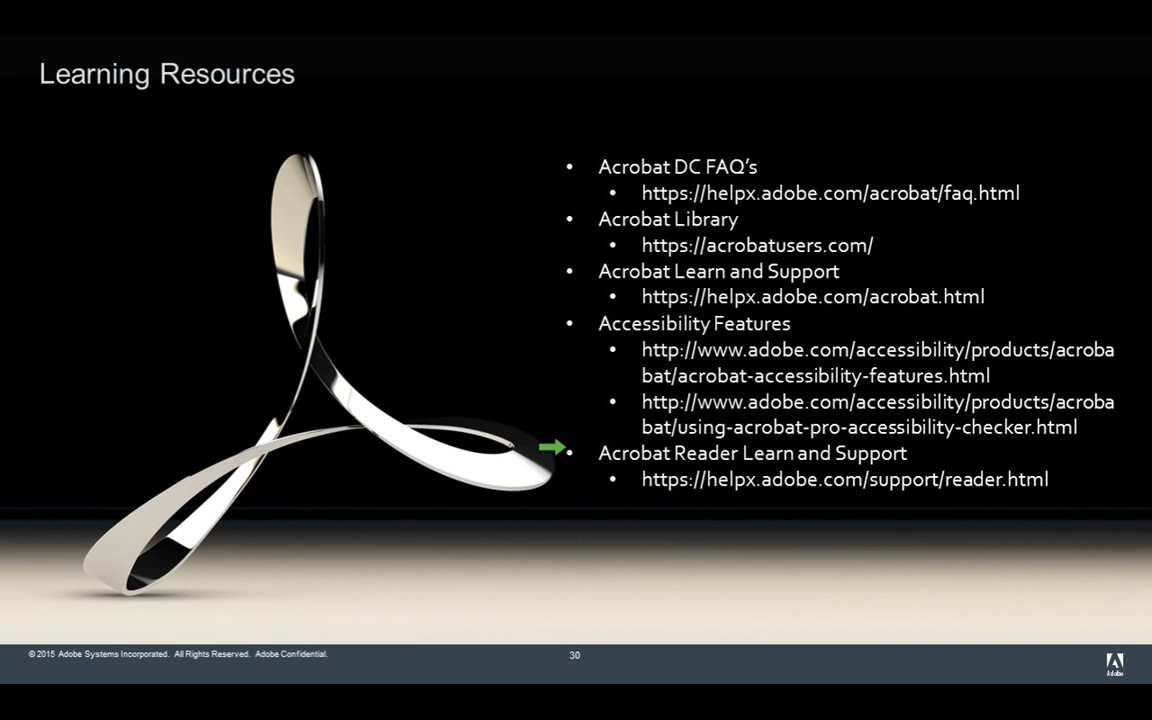 Learning Resources
• Acrobat DC FAQ’s
• https://helpx.adobe.com/acrobat/faq.html
• Acrobat Library
• https://acrobatusers.com/
• Acrobat Learn and Support
• https://helpx.adobe.com/acrobat.html
• Accessibility Features
• http://www.adobe.com/accessibility/products/acroba
bat/acrobat-accessibility-features.html
• http://www.adobe.com/accessibility/products/acroba
bat/using-acrobat-pro-accessibility-checker.html
• Acrobat Reader Learn and Support
• https://helpx.adobe.com/support/reader.html
© 2015 Adobe Systems Incorporated. All Rights Reserved. Adobe Confidential.
30
Adobe